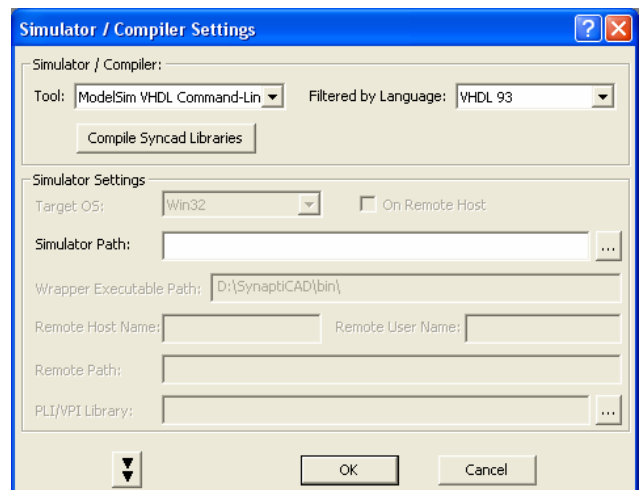 Simulator / Compiler Settings
Simulator / Compiler:
Tool: ModelSim VHDL Command-Lin Filtered by Language: VHDL 93
Compile Syncad Libraries
Simulator Settings
Target OS: Win32 On Remote Host
Simulator Path: ...
Wrapper Executable Path: D:\SynaptiCAD\bin\
Remote Host Name: Remote User Name:
Remote Path:
PLI/VPI Library: ...
OK Cancel